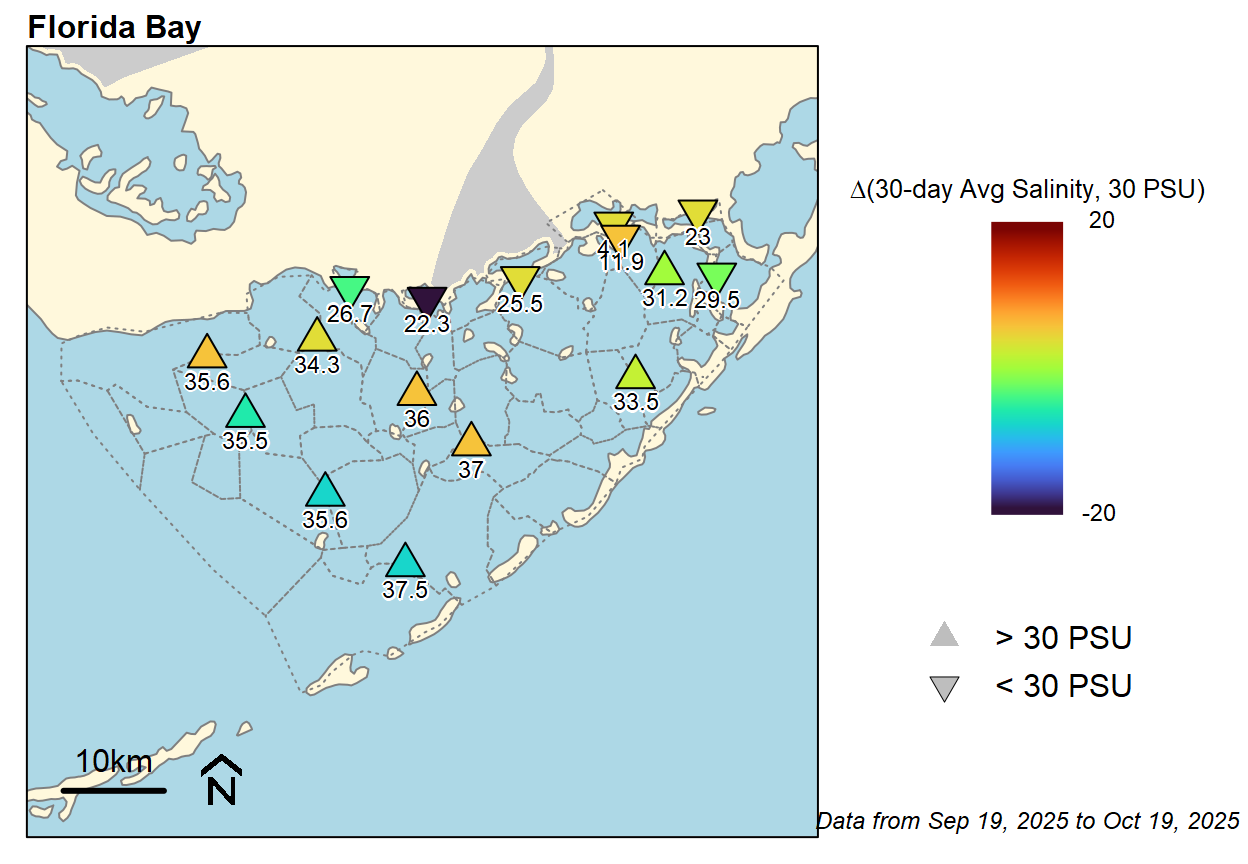 Florida Bay
Δ(30-day Avg Salinity, 30 PSU)
20
-20
4.1
11.9
23
31.2
29.5
25.5
26.7
22.3
34.3
35.6
33.5
36
35.5
37
35.6
37.5
> 30 PSU
< 30 PSU
10km
N
Data from Sep 19, 2025 to Oct 19, 2025